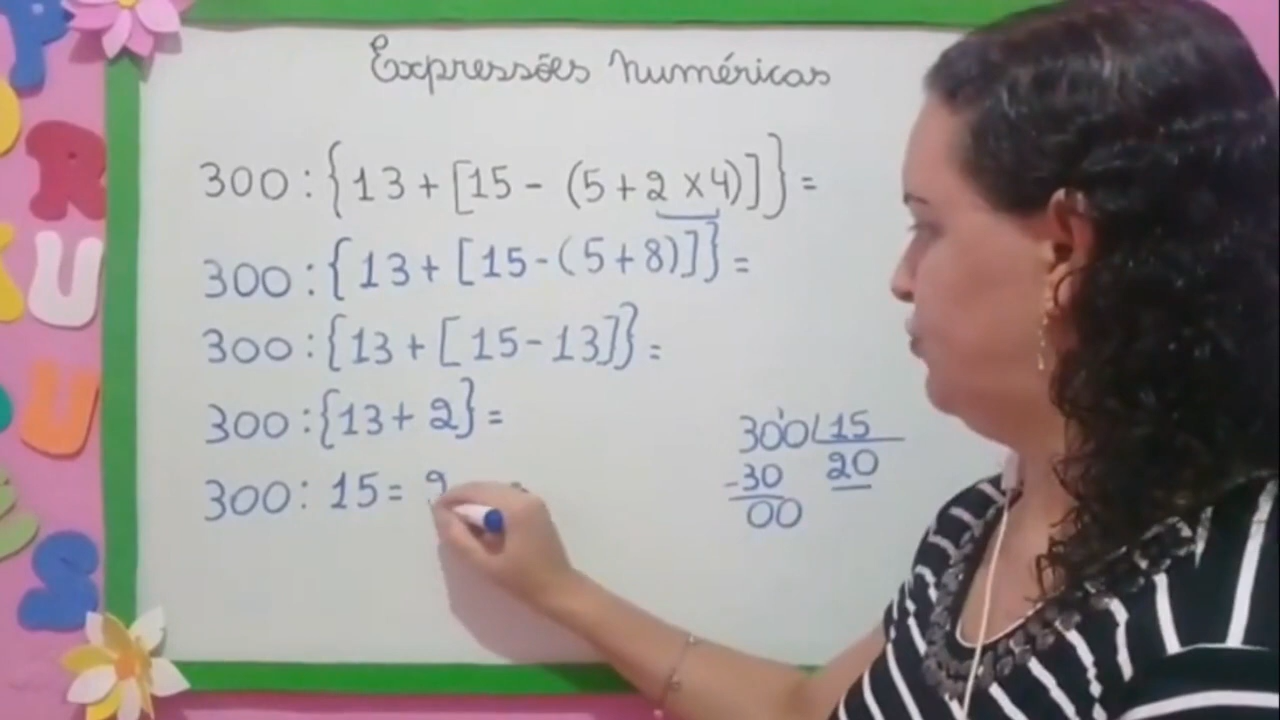 Expressões numéricas
300:{13+[15-(5+2×4)]}=
300:{13+[15-(5+8)]}=
300:{13+[15-13]}=
300:{13+2}=
300:15=
300 15
-30 20
00
R
U
U
S